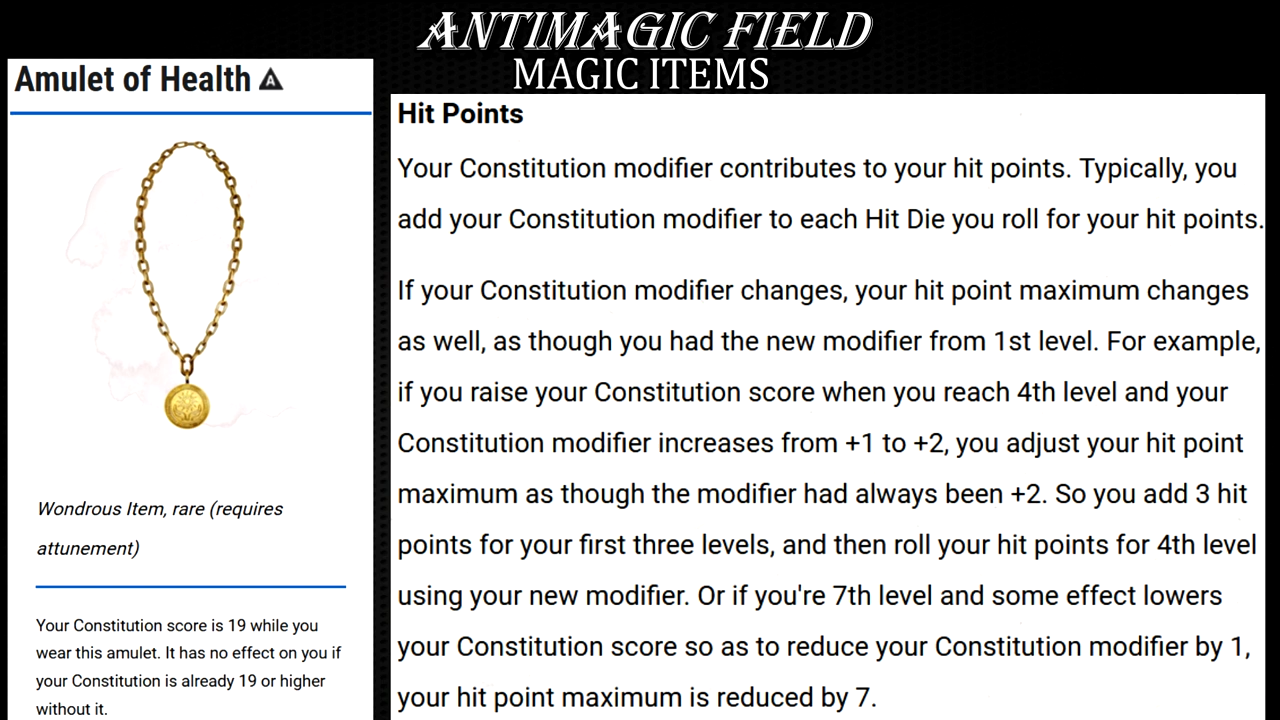 ANTIMAGIC FIELD
MAGIC ITEMS
Amulet of Health A
Wondrous Item, rare (requires
attunement)
Your Constitution score is 19 while you
wear this amulet. It has no effect on you if
your Constitution is already 19 or higher
without it.
Hit Points
Your Constitution modifier contributes to your hit points. Typically, you
add your Constitution modifier to each Hit Die you roll for your hit points.
If your Constitution modifier changes, your hit point maximum changes
as well, as though you had the new modifier from 1st level. For example,
if you raise your Constitution score when you reach 4th level and your
Constitution modifier increases from +1 to +2, you adjust your hit point
maximum as though the modifier had always been +2. So you add 3 hit
points for your first three levels, and then roll your hit points for 4th level
using your new modifier. Or if you're 7th level and some effect lowers
your Constitution score so as to reduce your Constitution modifier by 1,
your hit point maximum is reduced by 7.